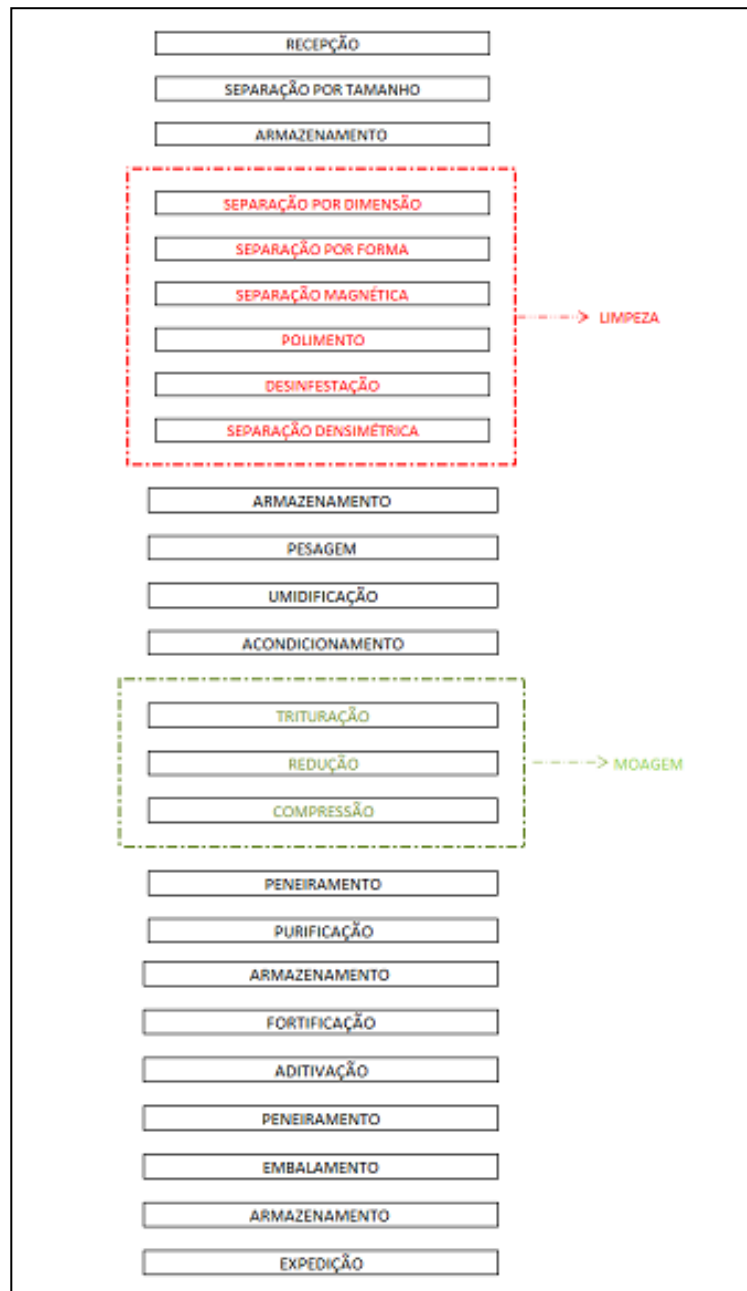 RECEPÇÃO
SEPARAÇÃO POR TAMANHO
ARMAZENAMENTO
SEPARAÇÃO POR DIMENSÃO
SEPARAÇÃO POR FORMA
SEPARAÇÃO MAGNÉTICA
LIMPEZA
POLIMENTO
DESINFESTAÇÃO
SEPARAÇÃO DENSIMÉTRICA
ARMAZENAMENTO
PESAGEM
UMIDIFICAÇÃO
ACONDICIONAMENTO
TRITURAÇÃO
REDUÇÃO
MOAGEM
COMPRESSÃO
PENEIRAMENTO
PURIFICAÇÃO
ARMAZENAMENTO
FORTIFICAÇÃO
ADITIVAÇÃO
PENEIRAMENTO
EMBALAMENTO
ARMAZENAMENTO
EXPEDIÇÃO